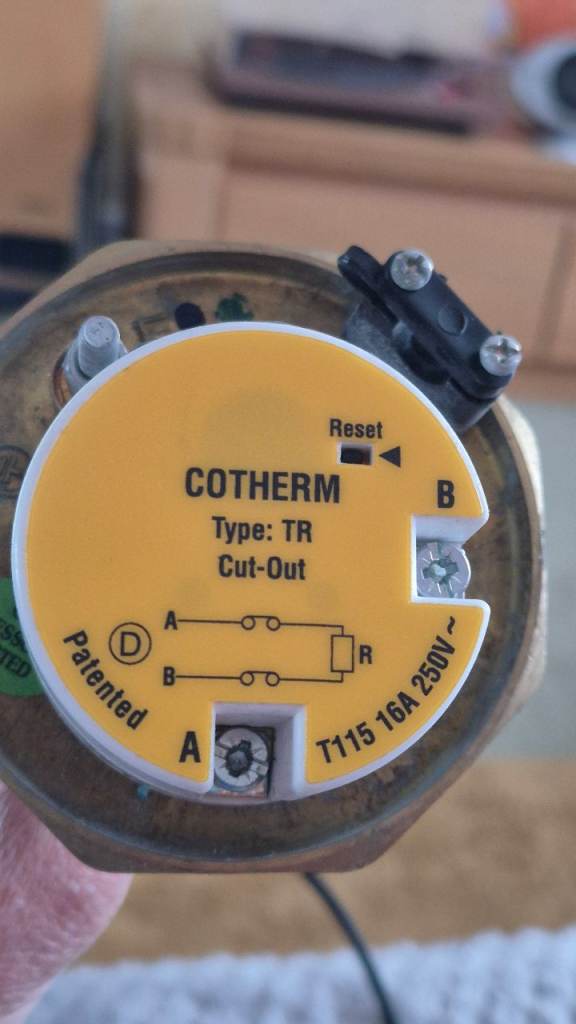 Reset
COTHERM
B
Type: TR
Cut-Out
A
R
B
D
Patented
A
T115 16A 250V ~